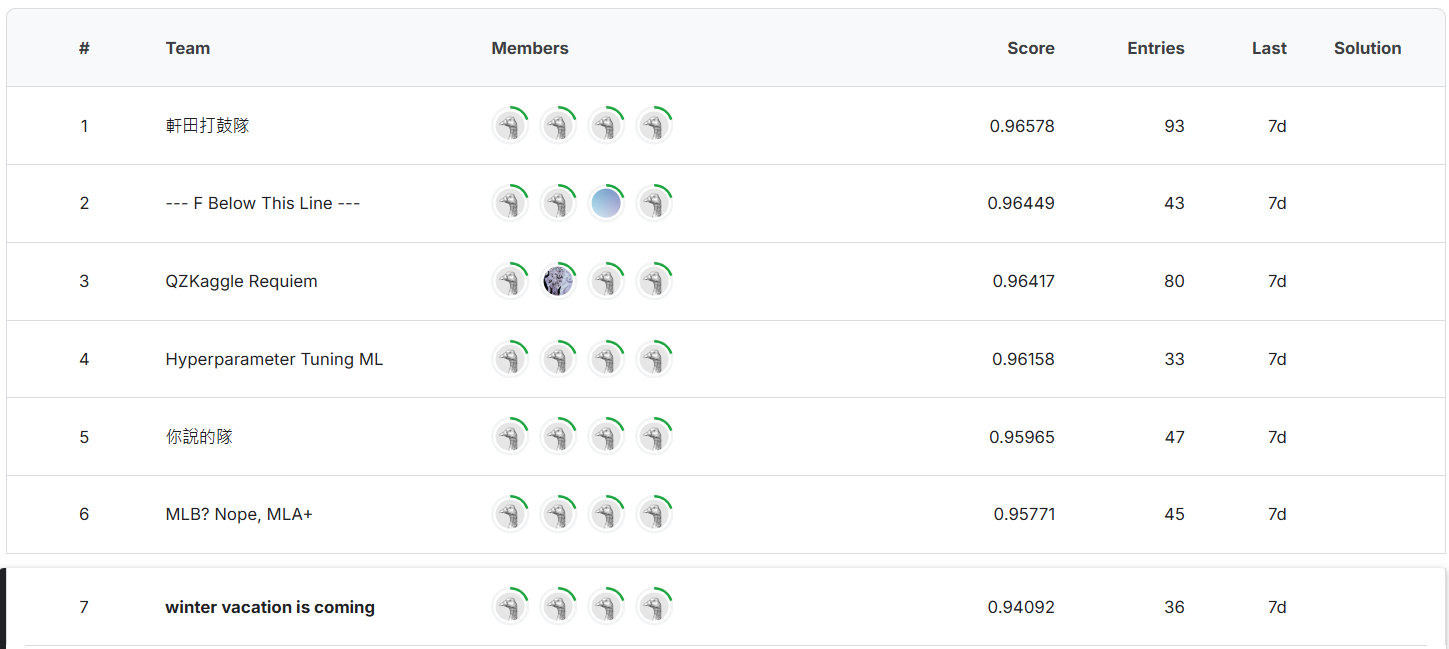 # Team Members Score Entries Last Solution
1 軒田打鼓隊 0.96578 93 7d
2 --- F Below This Line --- 0.96449 43 7d
3 QZKaggle Requiem 0.96417 80 7d
4 Hyperparameter Tuning ML 0.96158 33 7d
5 你說的隊 0.95965 47 7d
6 MLB? Nope, MLA+ 0.95771 45 7d
7 winter vacation is coming 0.94092 36 7d